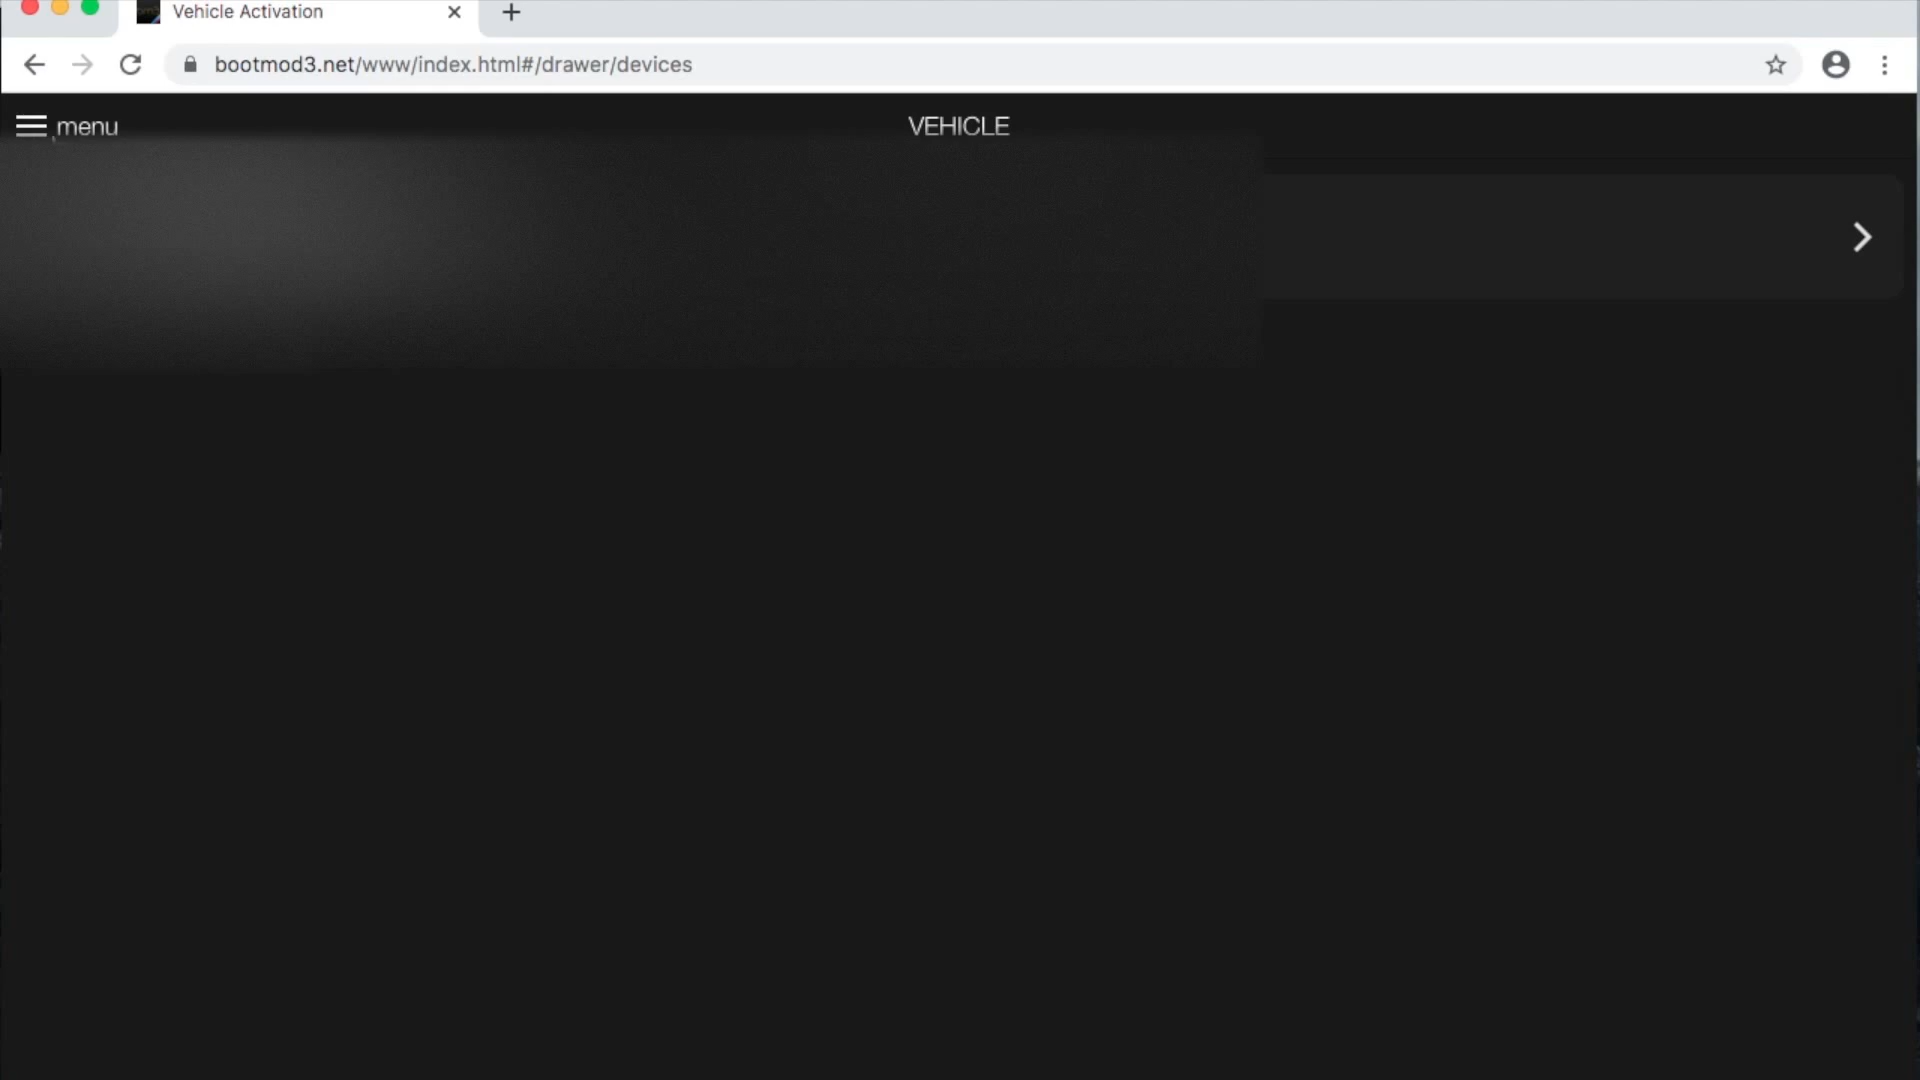 Vehicle Activation
bootmod3.net/www/index.html#/drawer/devices
menu
VEHICLE